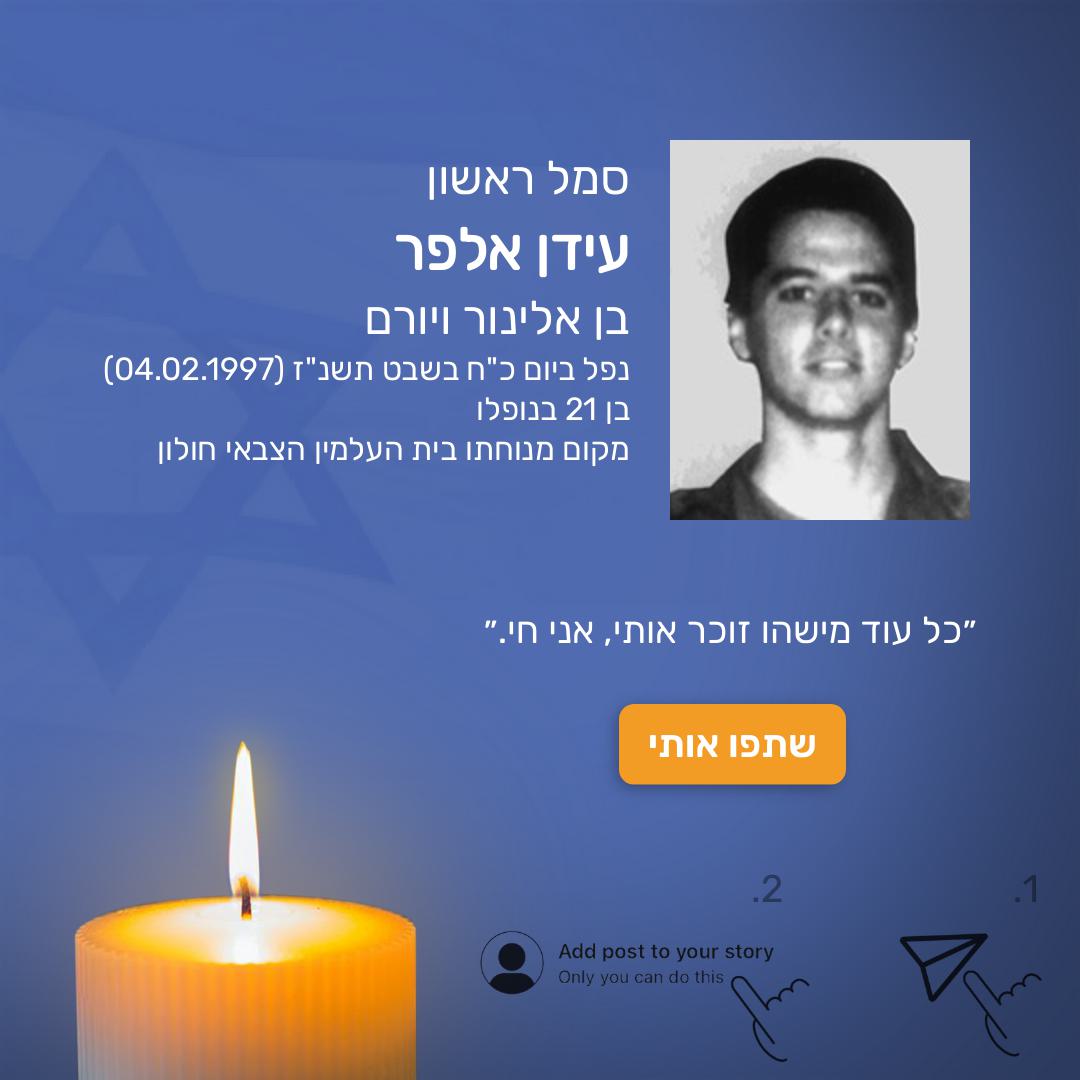 סמל ראשון
עידן אלפר
בן אלינור ויורם
נפל ביום כ"ח בשבט תשנ"ז (04.02.1997)
בן 21 בנופלו
מקום מנוחתו בית העלמין הצבאי חולון
״כל עוד מישהו זוכר אותי, אני חי.״
שתפו אותי
.1
.2
Add post to your story
Only you can do this